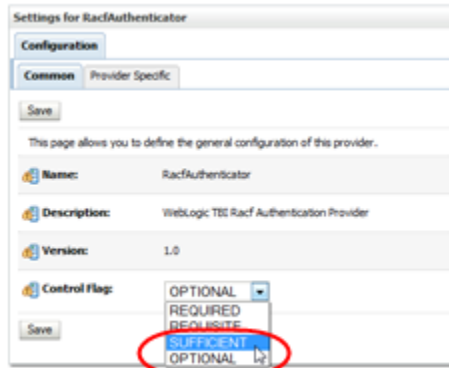 Settings for RacfAuthenticator
Configuration
Common Provider Specific
Save
This page allows you to define the general configuration of this provider.
Name: RacfAuthenticator
Description: WebLogic TBI Racf Authentication Provider
Version: 1.0
Control Flag: OPTIONAL
REQUIRED
REQUISITE
SUFFICIENT
OPTIONAL
Save